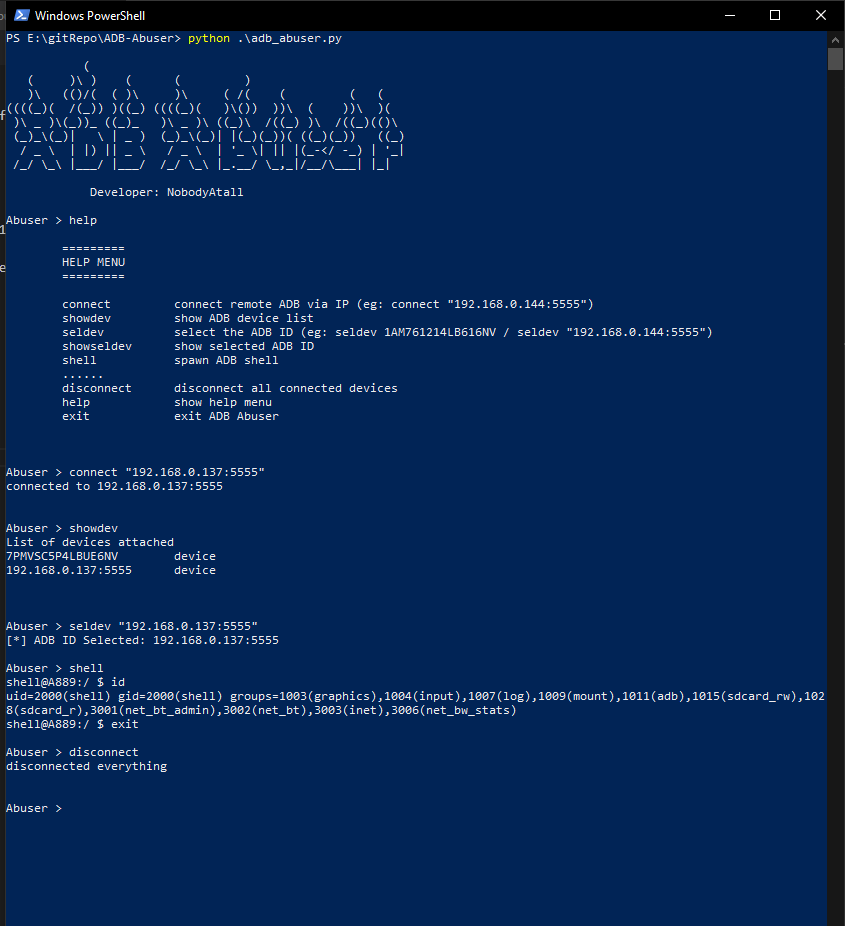 Windows PowerShell
PS E:\gitRepo\ADB-Abuser> python .\adb_abuser.py
ADB Abuser
Developer: NobodyAtall
Abuser > help
=========
HELP MENU
=========
connect connect remote ADB via IP (eg: connect "192.168.0.144:5555")
showdev show ADB device list
seldev select the ADB ID (eg: seldev 1AM761214LB616NV / seldev "192.168.0.144:5555")
showseldev show selected ADB ID
shell spawn ADB shell
......
disconnect disconnect all connected devices
help show help menu
exit exit ADB Abuser
Abuser > connect "192.168.0.137:5555"
connected to 192.168.0.137:5555
Abuser > showdev
List of devices attached
7PMVSC5P4LBUE6NV device
192.168.0.137:5555 device
Abuser > seldev "192.168.0.137:5555"
[*] ADB ID Selected: 192.168.0.137:5555
Abuser > shell
shell@A889:/ $ id
uid=2000(shell) gid=2000(shell) groups=1003(graphics),1004(input),1007(log),1009(mount),1011(adb),1015(sdcard_rw),102
8(sdcard_r),3001(net_bt_admin),3002(net_bt),3003(inet),3006(net_bw_stats)
shell@A889:/ $ exit
Abuser > disconnect
disconnected everything
Abuser >